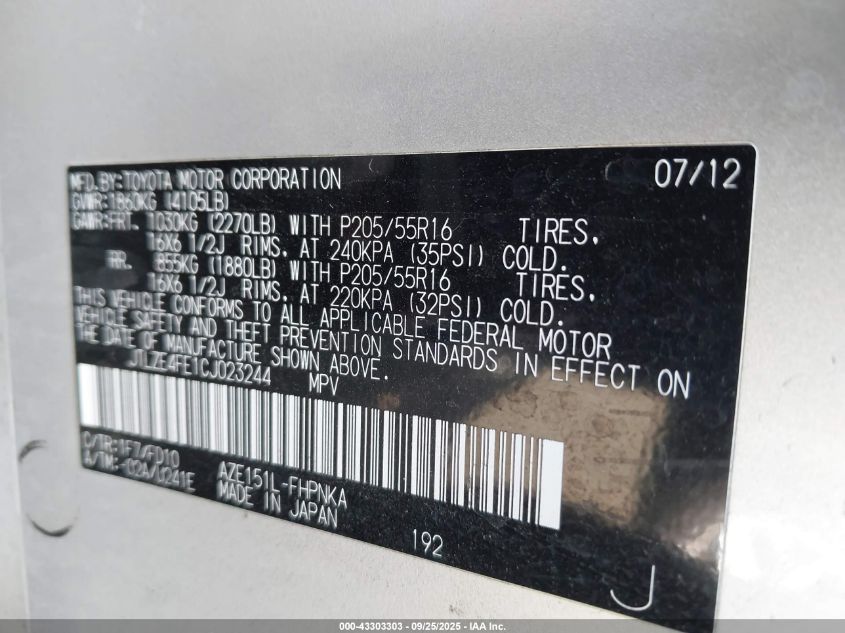 MFD.BY:TOYOTA MOTOR CORPORATION 07/12
GVWR:1860KG (4105LB)
GAWR:FRT. 1030KG (2270LB) WITH P205/55R16 TIRES,
16X6 1/2J RIMS, AT 240KPA (35PSI) COLD.
RR. 855KG (1880LB) WITH P205/55R16 TIRES,
16X6 1/2J RIMS, AT 220KPA (32PSI) COLD.
THIS VEHICLE CONFORMS TO ALL APPLICABLE FEDERAL MOTOR
VEHICLE SAFETY AND THEFT PREVENTION STANDARDS IN EFFECT ON
THE DATE OF MANUFACTURE SHOWN ABOVE.
JTLZE4FE1CJ023244 MPV
C/TR:1F7/FD10
A/TM:-02A/U241E
AZE151L-FHPNKA
MADE IN JAPAN
192
J
000-43303303 - 09/25/2025 - IAA Inc.